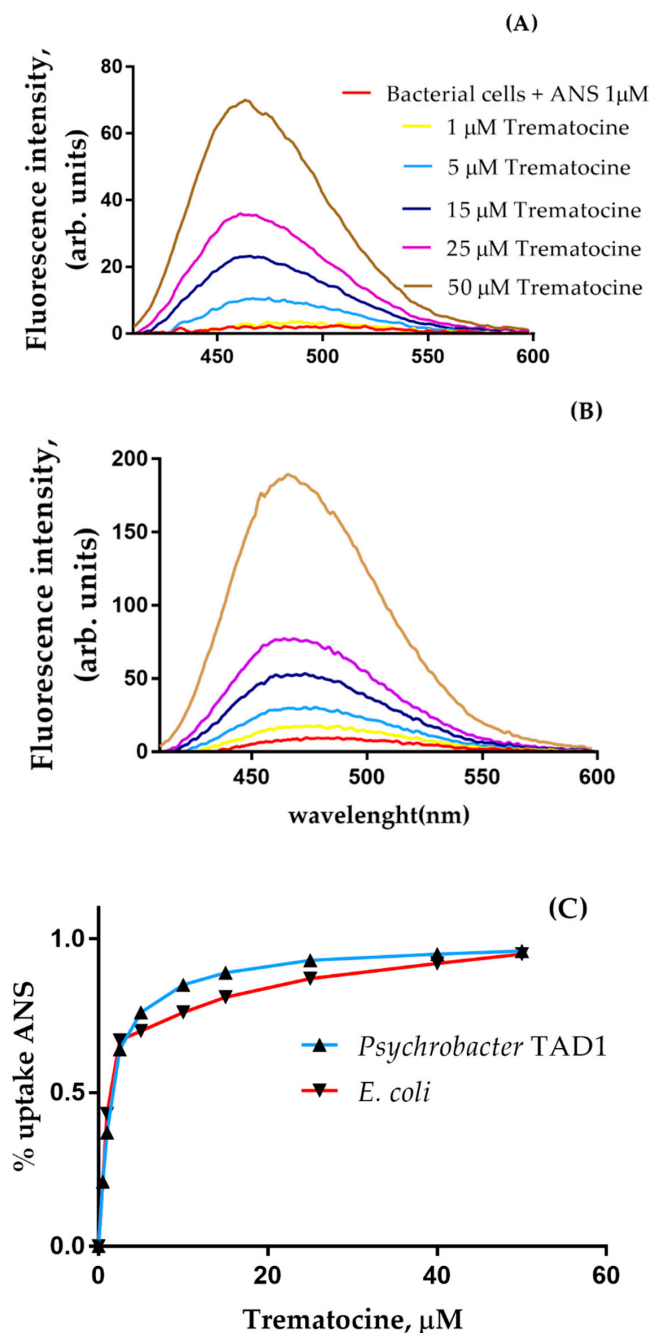 (A)
Fluorescence intensity,
(arb. units)
80
60
40
20
0
450
500
550
600
Bacterial cells + ANS 1μM
1 μM Trematocine
5 μM Trematocine
15 μM Trematocine
25 μM Trematocine
50 μM Trematocine
(B)
Fluorescence intensity,
(arb. units)
200
150
100
50
0
450
500
550
600
wavelenght(nm)
(C)
% uptake ANS
1.0
0.5
0.0
0
20
40
60
Psychrobacter TAD1
E. coli
Trematocine, μM